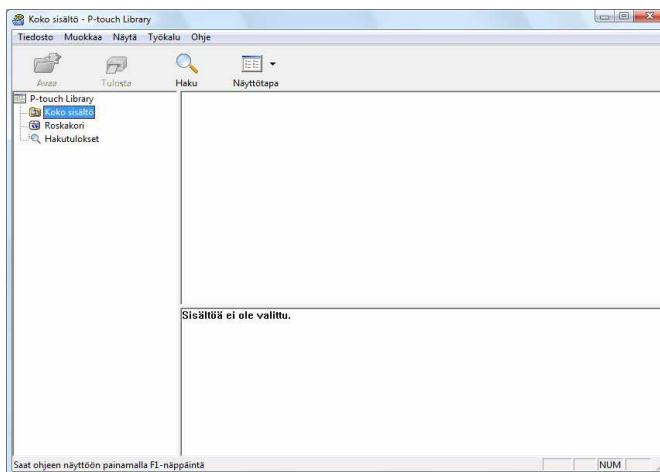 Koko sisältö - P-touch Library
Tiedosto Muokkaa Näytä Työkalu Ohje
Avaa Tulosta Haku Näyttötapa
P-touch Library
Koko sisältö
Roskakori
Hakutulokset
Sisältöä ei ole valittu.
Saat ohjeen näyttöön painamalla F1-näppäintä NUM